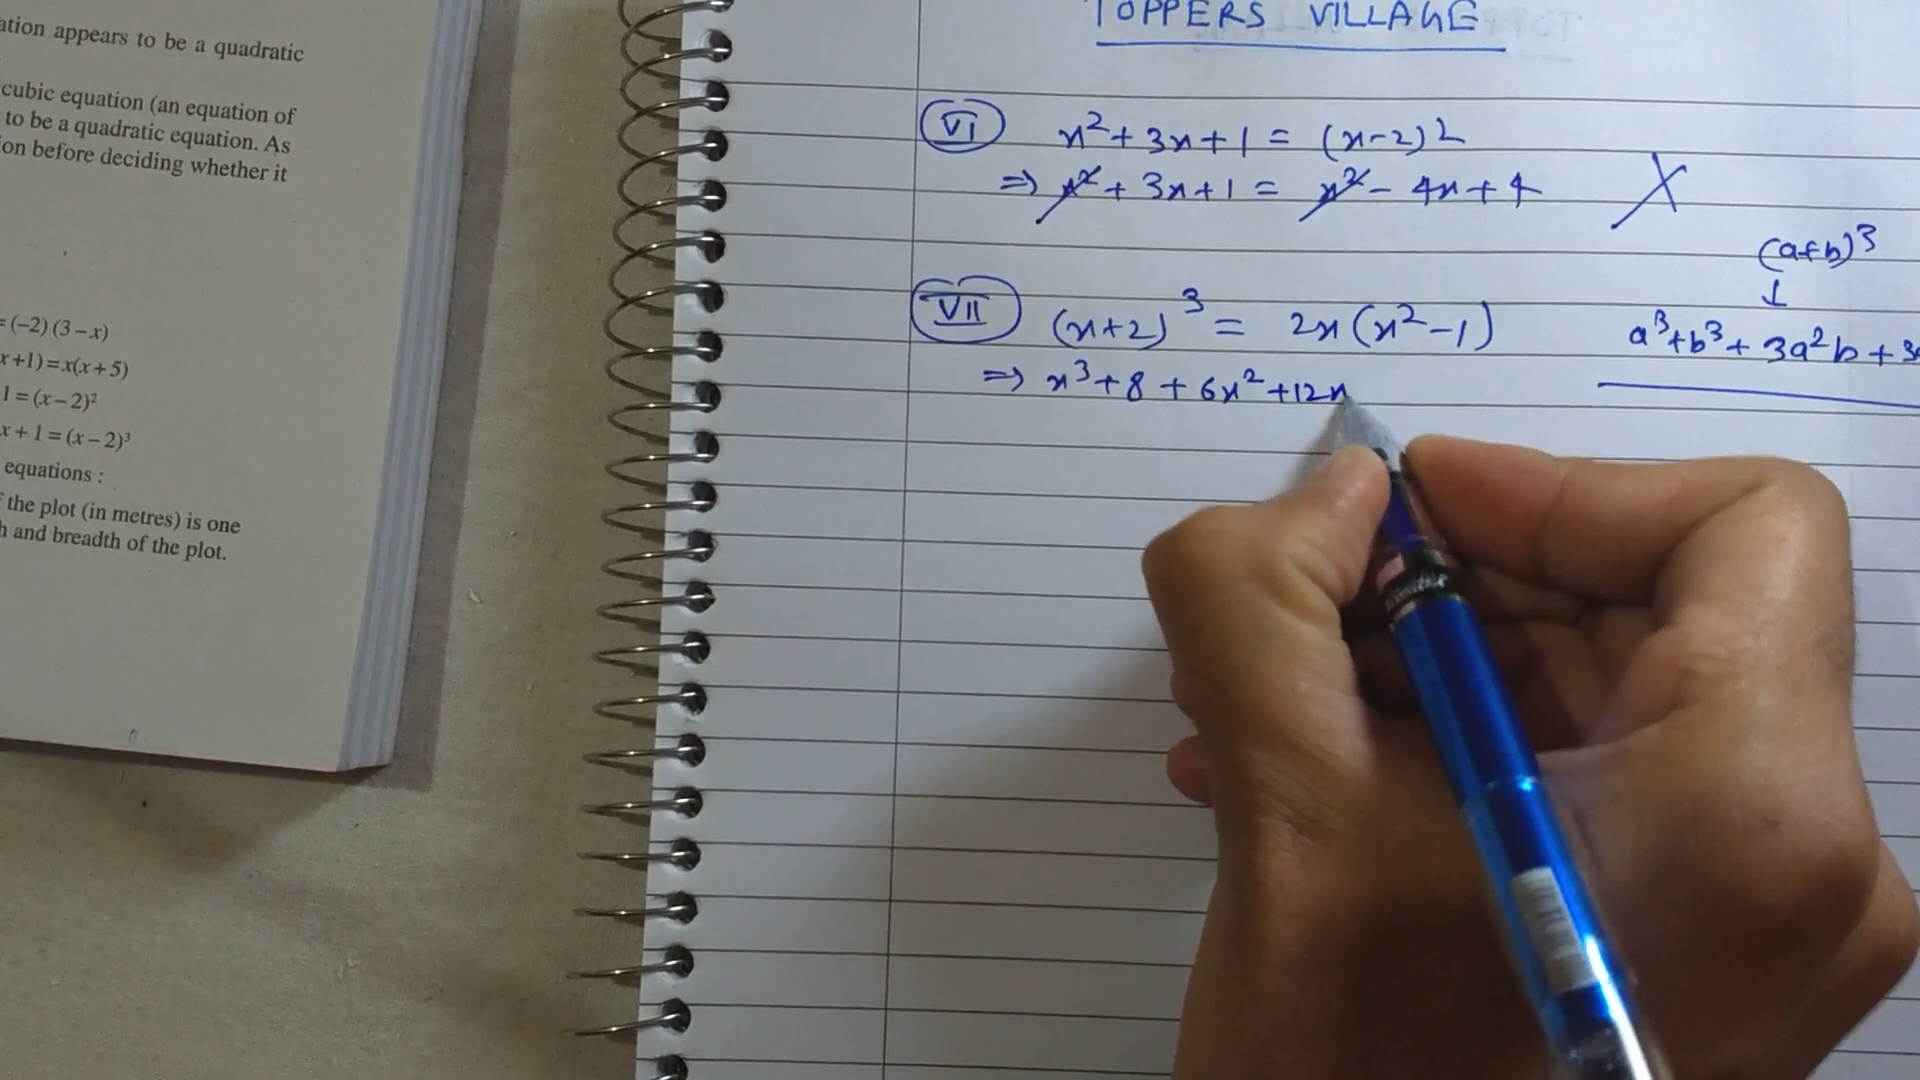 ation appears to be a quadratic
cubic equation (an equation of
to be a quadratic equation. As
ion before deciding whether it
= (–2) (3 – x)
x+1) = x(x + 5)
1 = (x – 2)²
x + 1 = (x – 2)³
equations :
the plot (in metres) is one
and breadth of the plot.
TOPPERS VILLAGE
VI x² + 3x + 1 = (x-2)²
⇒ x² + 3x + 1 = x² - 4x + 4 X
(a+b)³
↓
VII (x+2)³ = 2x(x²-1) a³+b³+ 3a²b + 3
⇒ x³ + 8 + 6x² + 12x